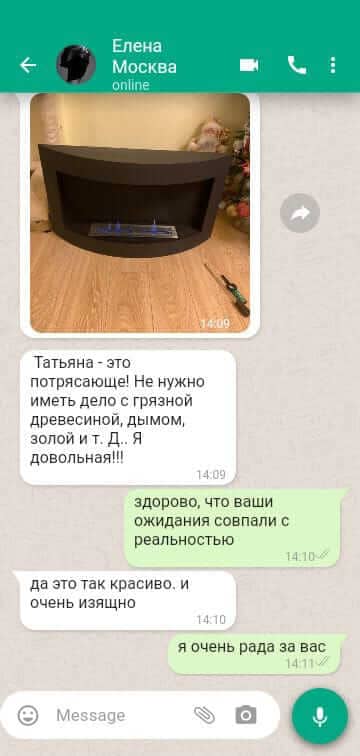 Елена
Москва
online
14:09
Татьяна - это
потрясающе! Не нужно
иметь дело с грязной
древесиной, дымом,
золой и т. Д.. Я
довольная!!!
14:09
здорово, что ваши
ожидания совпали с
реальностью
14:10
да это так красиво. и
очень изящно
14:10
я очень рада за вас
14:11
Message